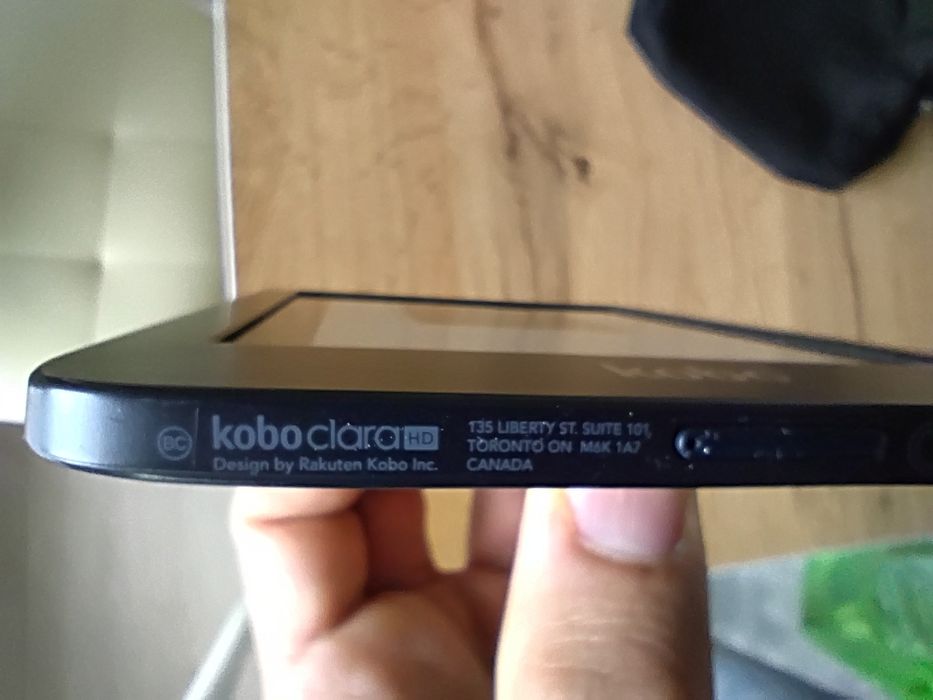 BC
kobo clara HD
Design by Rakuten Kobo Inc.
135 LIBERTY ST. SUITE 101,
TORONTO ON M6K 1A7
CANADA
kobo